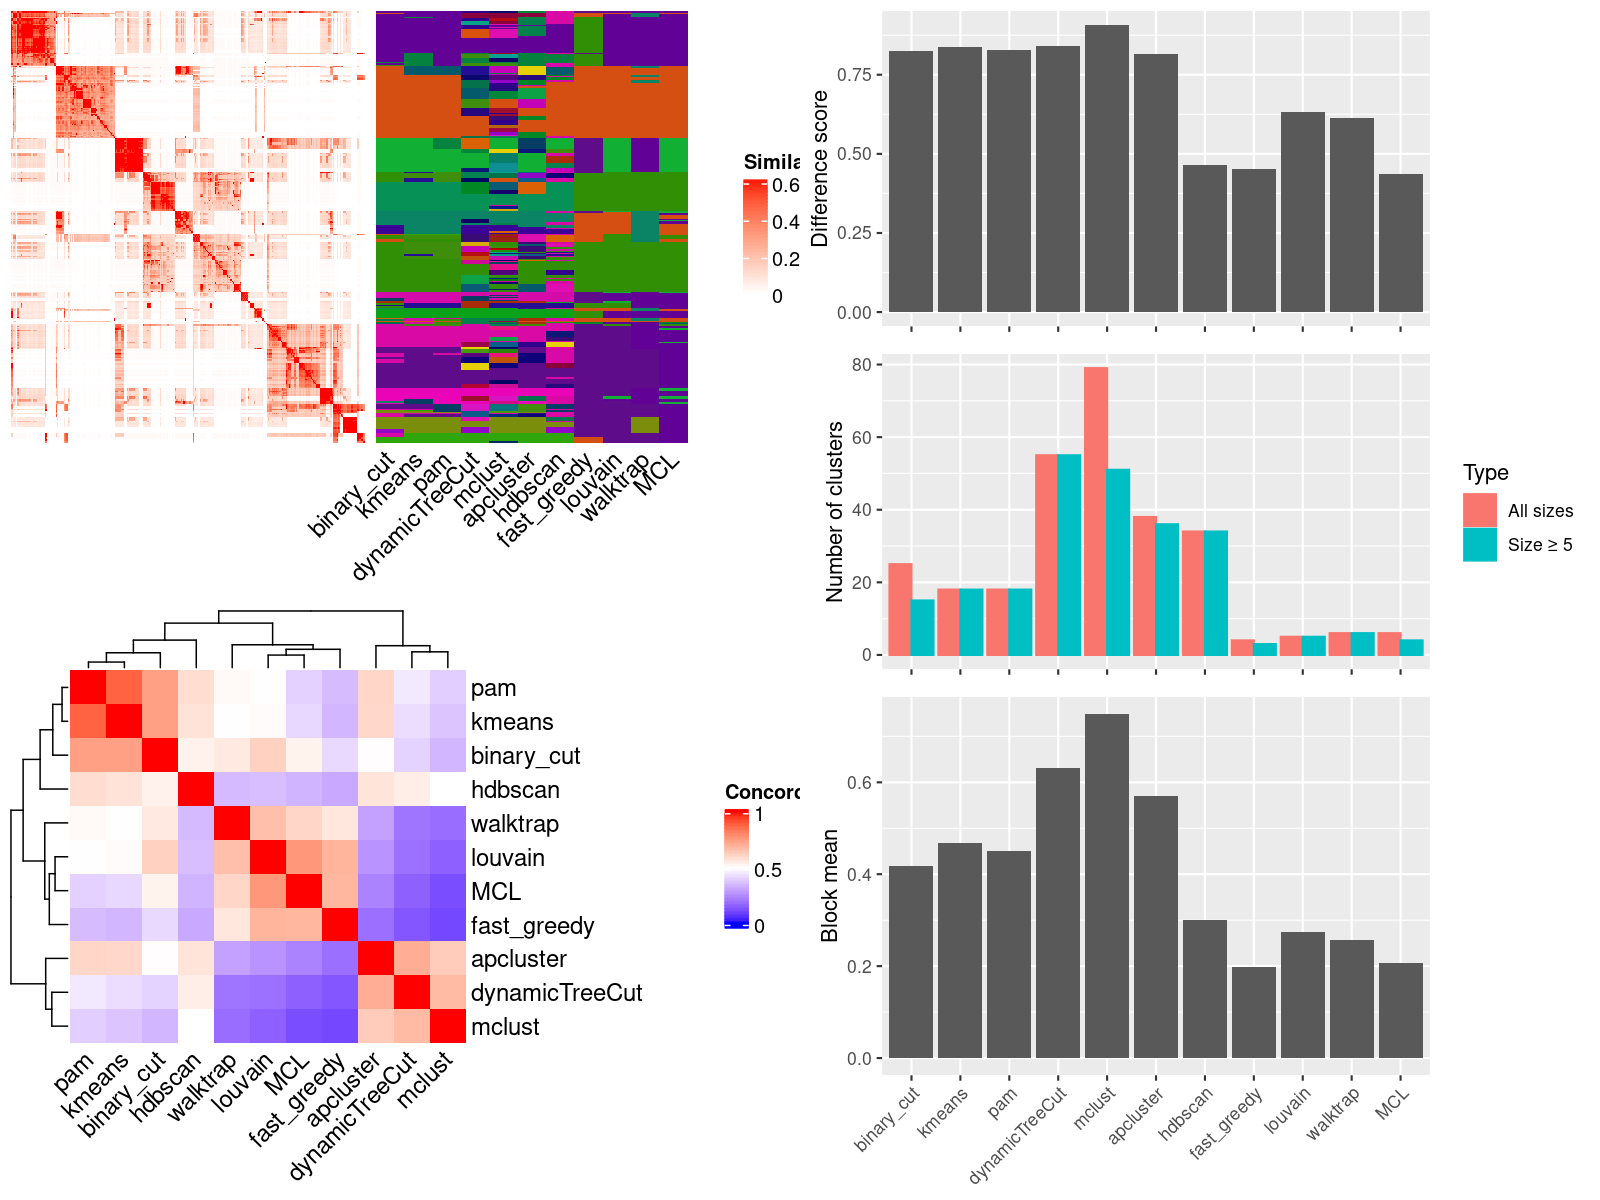 Simila
0.6
0.4
0.2
0
binary_cut
kmeans
pam
dynamicTreeCut
mclust
apcluster
hdbscan
fast_greedy
louvain
walktrap
MCL
Difference score
0.75
0.50
0.25
0.00
Number of clusters
80
60
40
20
0
Type
All sizes
Size ≥ 5
pam
kmeans
binary_cut
hdbscan
walktrap
louvain
MCL
fast_greedy
apcluster
dynamicTreeCut
mclust
pam
kmeans
binary_cut
hdbscan
walktrap
louvain
MCL
fast_greedy
apcluster
dynamicTreeCut
mclust
Concord
1
0.5
0
Block mean
0.6
0.4
0.2
0.0
binary_cut
kmeans
pam
dynamicTreeCut
mclust
apcluster
hdbscan
fast_greedy
louvain
walktrap
MCL